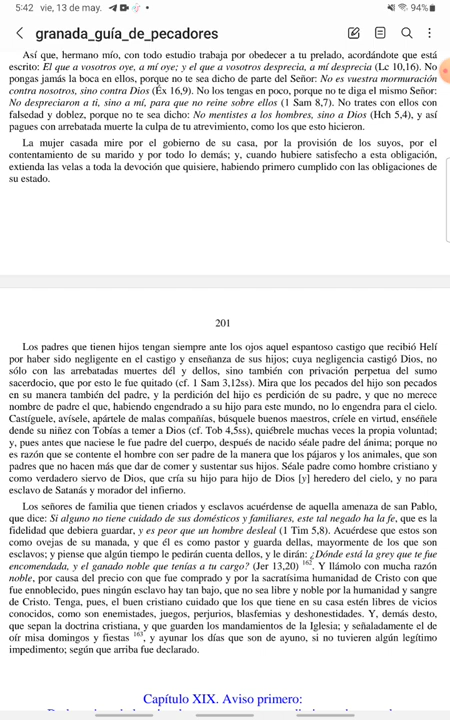 5:42 vie, 13 de may.
94%
granada_guía_de_pecadores
Así que, hermano mío, con todo estudio trabaja por obedecer a tu prelado, acordándote que está
escrito: El que a vosotros oye, a mí oye; y el que a vosotros desprecia, a mí desprecia (Lc 10,16). No
pongas jamás la boca en ellos, porque no te sea dicho de parte del Señor: No es vuestra mormuración
contra nosotros, sino contra Dios (Éx 16,9). No los tengas en poco, porque no te diga el mismo Señor:
No despreciaron a ti, sino a mí, para que no reine sobre ellos (1 Sam 8,7). No trates con ellos con
falsedad y doblez, porque no te sea dicho: No mentistes a los hombres, sino a Dios (Hch 5,4), y así
pagues con arrebatada muerte la culpa de tu atrevimiento, como los que esto hicieron.
La mujer casada mire por el gobierno de su casa, por la provisión de los suyos, por el
contentamiento de su marido y por todo lo demás; y, cuando hubiere satisfecho a esta obligación,
extienda las velas a toda la devoción que quisiere, habiendo primero cumplido con las obligaciones de
su estado.
201
Los padres que tienen hijos tengan siempre ante los ojos aquel espantoso castigo que recibió Helí
por haber sido negligente en el castigo y enseñanza de sus hijos; cuya negligencia castigó Dios, no
sólo con las arrebatadas muertes dél y dellos, sino también con privación perpetua del sumo
sacerdocio, que por esto le fue quitado (cf. 1 Sam 3,12ss). Mira que los pecados del hijo son pecados
en su manera también del padre, y la perdición del hijo es perdición de su padre, y que no merece
nombre de padre el que, habiendo engendrado a su hijo para este mundo, no lo engendra para el cielo.
Castíguele, avísele, apártele de malas compañías, búsquele buenos maestros, críele en virtud, enséñele
dende su niñez con Tobías a temer a Dios (cf. Tob 4,5ss), quiébrele muchas veces la propia voluntad;
y, pues antes que naciese le fue padre del cuerpo, después de nacido séale padre del ánima; porque no
es razón que se contente el hombre con ser padre de la manera que los pájaros y los animales, que son
padres que no hacen más que dar de comer y sustentar sus hijos. Séale padre como hombre cristiano y
como verdadero siervo de Dios, que cría su hijo para hijo de Dios [y] heredero del cielo, y no para
esclavo de Satanás y morador del infierno.
Los señores de familia que tienen criados y esclavos acuérdense de aquella amenaza de san Pablo,
que dice: Si alguno no tiene cuidado de sus domésticos y familiares, este tal negado ha la fe, que es la
fidelidad que debiera guardar, y es peor que un hombre desleal (1 Tim 5,8). Acuérdese que estos son
como ovejas de su manada, y que él es como pastor y guarda dellas, mayormente de los que son
esclavos; y piense que algún tiempo le pedirán cuenta dellos, y le dirán: ¿Dónde está la grey que te fue
encomendada, y el ganado noble que tenías a tu cargo? (Jer 13,20) 162. Y llámolo con mucha razón
noble, por causa del precio con que fue comprado y por la sacratísima humanidad de Cristo con que
fue ennoblecido, pues ningún esclavo hay tan bajo, que no sea libre y noble por la humanidad y sangre
de Cristo. Tenga, pues, el buen cristiano cuidado que los que tiene en su casa estén libres de vicios
conocidos, como son enemistades, juegos, perjurios, blasfemias y deshonestidades. Y, demás desto,
que sepan la doctrina cristiana, y que guarden los mandamientos de la Iglesia; y señaladamente el de
oír misa domingos y fiestas 163, y ayunar los días que son de ayuno, si no tuvieren algún legítimo
impedimento; según que arriba fue declarado.
Capítulo XIX. Aviso primero: